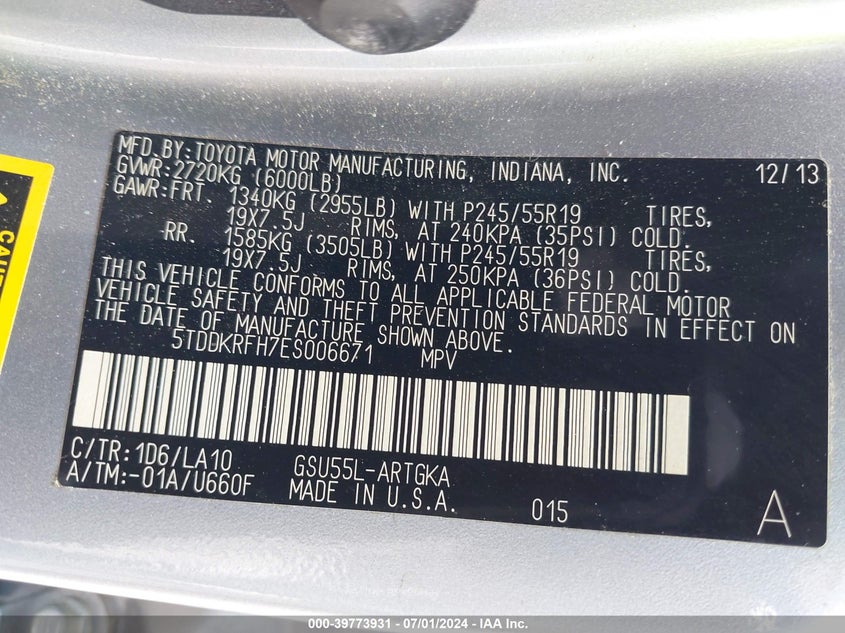 MFD. BY: TOYOTA MOTOR MANUFACTURING, INDIANA, INC. 12/13
GVWR: 2720KG (6000LB)
GAWR: FRT. 1340KG (2955LB) WITH P245/55R19 TIRES,
19X7.5J RIMS, AT 240KPA (35PSI) COLD.
RR. 1585KG (3505LB) WITH P245/55R19 TIRES,
19X7.5J RIMS, AT 250KPA (36PSI) COLD.
THIS VEHICLE CONFORMS TO ALL APPLICABLE FEDERAL MOTOR
VEHICLE SAFETY AND THEFT PREVENTION STANDARDS IN EFFECT ON
THE DATE OF MANUFACTURE SHOWN ABOVE.
5TDDKRFH7ES006671 MPV
C/TR: 1D6/LA10 GSU55L-ARTGKA
A/TM: -01A/U660F MADE IN U.S.A. 015 A
000-39773931 - 07/01/2024 - IAA Inc.